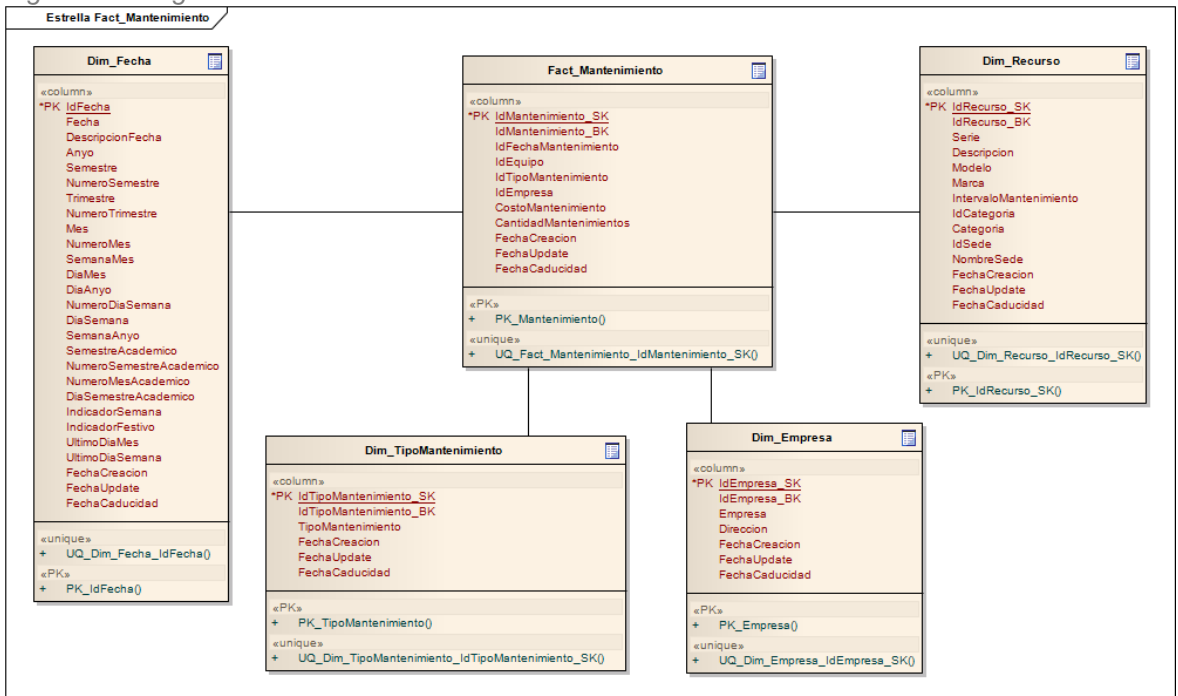 Estrella Fact_Mantenimiento
Dim_Fecha
«column»
*PK IdFecha
Fecha
DescripcionFecha
Anyo
Semestre
NumeroSemestre
Trimestre
NumeroTrimestre
Mes
NumeroMes
SemanaMes
DiaMes
DiaAnyo
NumeroDiaSemana
DiaSemana
SemanaAnyo
SemestreAcademico
NumeroSemestreAcademico
NumeroMesAcademico
DiaSemestreAcademico
IndicadorSemana
IndicadorFestivo
UltimoDiaMes
UltimoDiaSemana
FechaCreacion
FechaUpdate
FechaCaducidad
«unique»
+ UQ_Dim_Fecha_IdFecha()
«PK»
+ PK_IdFecha()
Fact_Mantenimiento
«column»
*PK IdMantenimiento_SK
IdMantenimiento_BK
IdFechaMantenimiento
IdEquipo
IdTipoMantenimiento
IdEmpresa
CostoMantenimiento
CantidadMantenimientos
FechaCreacion
FechaUpdate
FechaCaducidad
«PK»
+ PK_Mantenimiento()
«unique»
+ UQ_Fact_Mantenimiento_IdMantenimiento_SK()
Dim_Recurso
«column»
*PK IdRecurso_SK
IdRecurso_BK
Serie
Descripcion
Modelo
Marca
IntervaloMantenimiento
IdCategoria
Categoria
IdSede
NombreSede
FechaCreacion
FechaUpdate
FechaCaducidad
«unique»
+ UQ_Dim_Recurso_IdRecurso_SK()
«PK»
+ PK_IdRecurso_SK()
Dim_TipoMantenimiento
«column»
*PK IdTipoMantenimiento_SK
IdTipoMantenimiento_BK
TipoMantenimiento
FechaCreacion
FechaUpdate
FechaCaducidad
«PK»
+ PK_TipoMantenimiento()
«unique»
+ UQ_Dim_TipoMantenimiento_IdTipoMantenimiento_SK()
Dim_Empresa
«column»
*PK IdEmpresa_SK
IdEmpresa_BK
Empresa
Direccion
FechaCreacion
FechaUpdate
FechaCaducidad
«PK»
+ PK_Empresa()
«unique»
+ UQ_Dim_Empresa_IdEmpresa_SK()